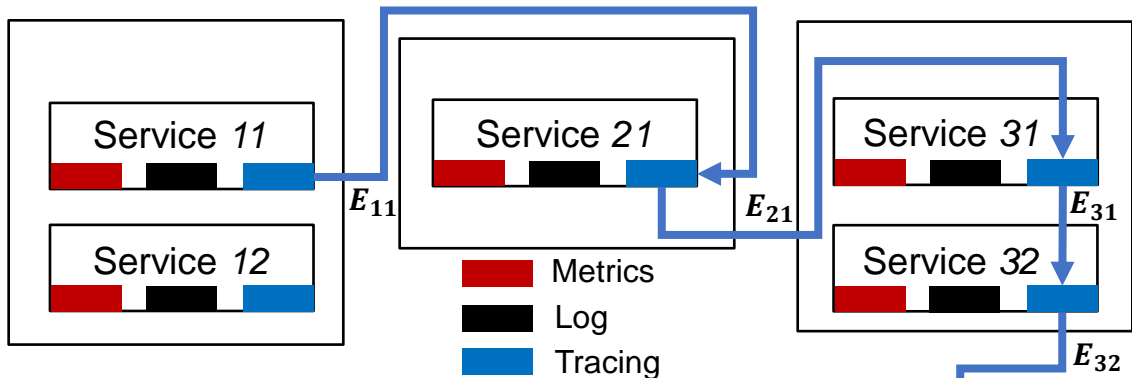 Service 11
E11
Service 12
Service 21
E21
Service 31
E31
Service 32
E32
Metrics
Log
Tracing